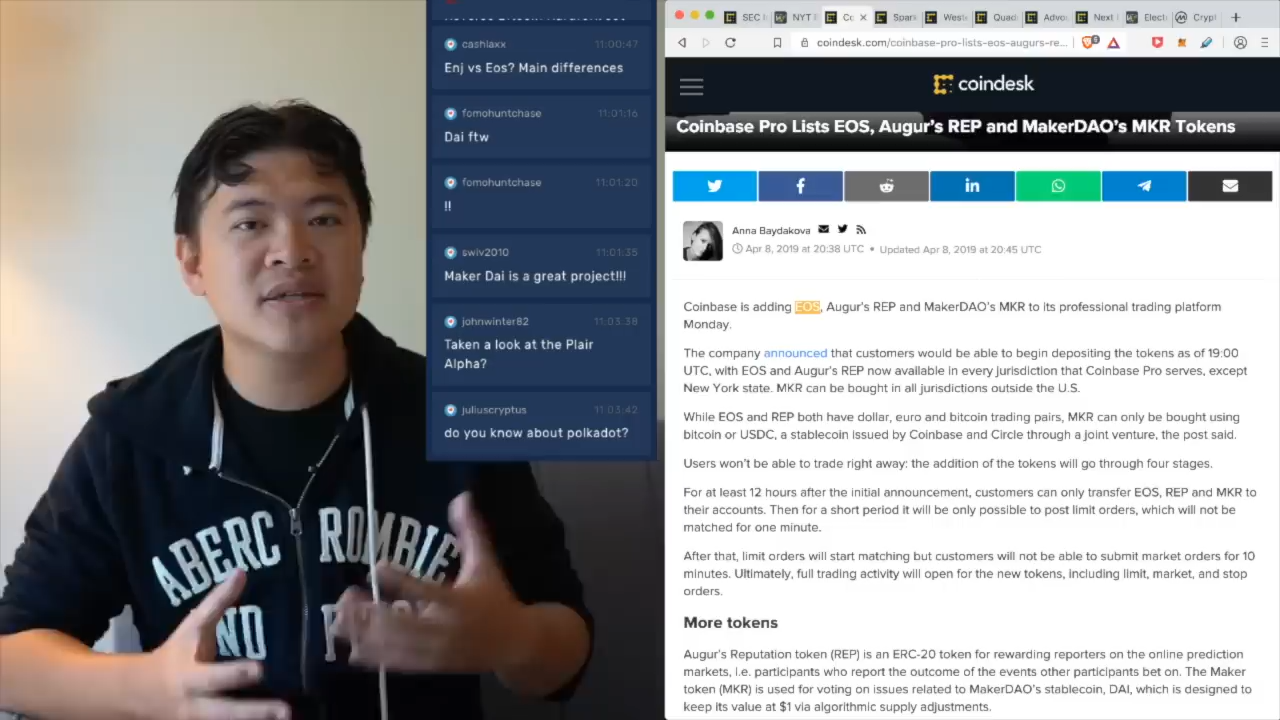 ABERC ROMBIE
ND
cashlaxx 11:00:47
Enj vs Eos? Main differences
fomohuntchase 11:01:16
Dai ftw
fomohuntchase 11:01:20
!!
swiv2010 11:01:35
Maker Dai is a great project!!!
johnwinter82 11:03:38
Taken a look at the Plair
Alpha?
juliuscryptus 11:03:42
do you know about polkadot?
SEC NYT Co Span West Quad Advo Next Elect Crypt
coindesk.com/coinbase-pro-lists-eos-augurs-re...
coindesk
Coinbase Pro Lists EOS, Augur's REP and MakerDAO's MKR Tokens
Anna Baydakova
Apr 8, 2019 at 20:38 UTC • Updated Apr 8, 2019 at 20:45 UTC
Coinbase is adding EOS, Augur's REP and MakerDAO's MKR to its professional trading platform
Monday.
The company announced that customers would be able to begin depositing the tokens as of 19:00
UTC, with EOS and Augur's REP now available in every jurisdiction that Coinbase Pro serves, except
New York state. MKR can be bought in all jurisdictions outside the U.S.
While EOS and REP both have dollar, euro and bitcoin trading pairs, MKR can only be bought using
bitcoin or USDC, a stablecoin issued by Coinbase and Circle through a joint venture, the post said.
Users won't be able to trade right away: the addition of the tokens will go through four stages.
For at least 12 hours after the initial announcement, customers can only transfer EOS, REP and MKR to
their accounts. Then for a short period it will be only possible to post limit orders, which will not be
matched for one minute.
After that, limit orders will start matching but customers will not be able to submit market orders for 10
minutes. Ultimately, full trading activity will open for the new tokens, including limit, market, and stop
orders.
More tokens
Augur's Reputation token (REP) is an ERC-20 token for rewarding reporters on the online prediction
markets, i.e. participants who report the outcome of the events other participants bet on. The Maker
token (MKR) is used for voting on issues related to MakerDAO's stablecoin, DAI, which is designed to
keep its value at $1 via algorithmic supply adjustments.